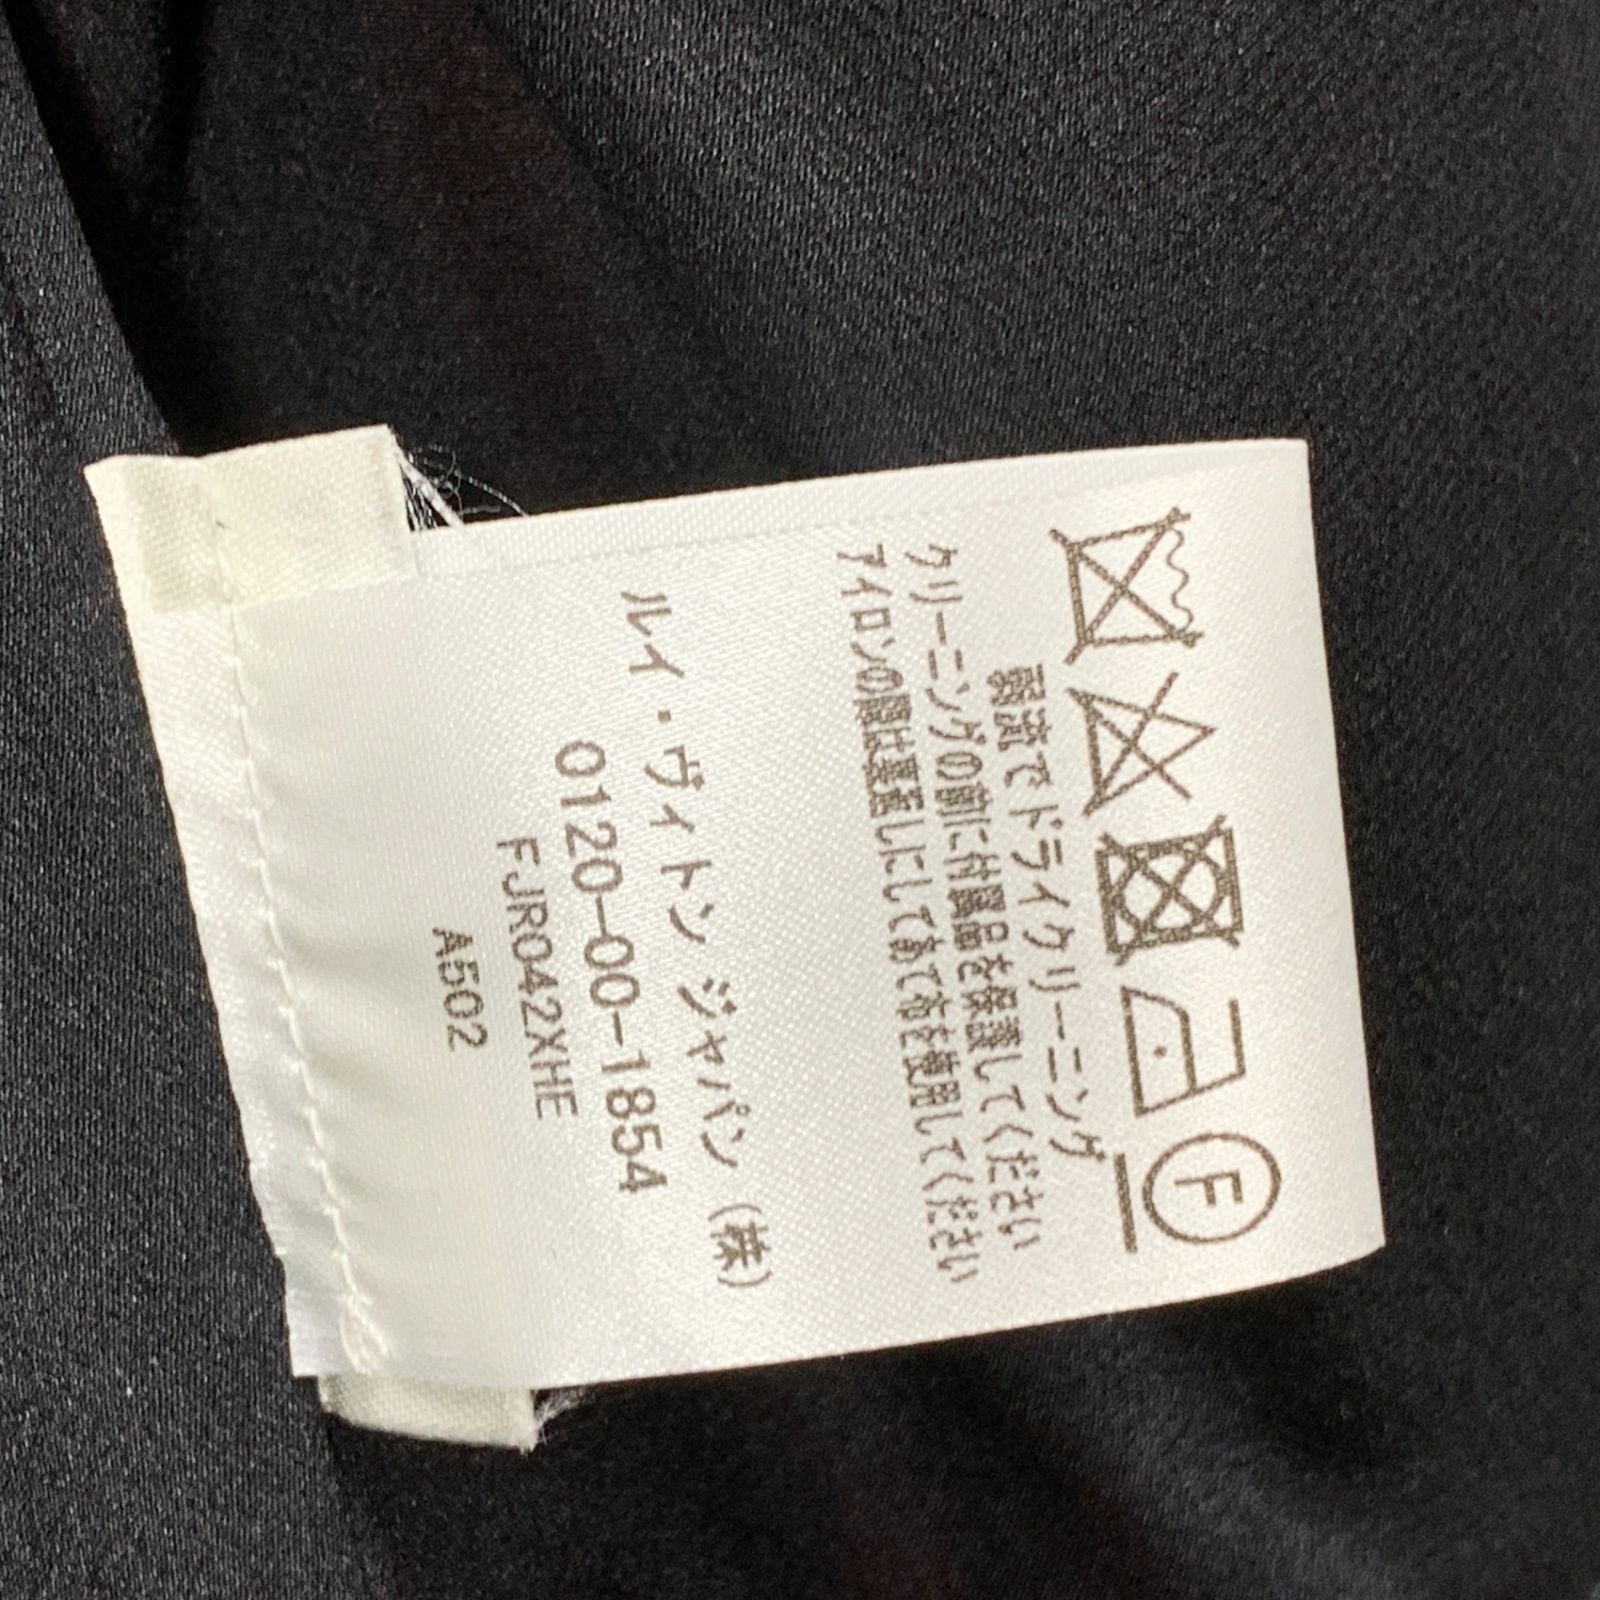 F
弱流でドライクリーニング
クリーニングの前に付属品を保護してください
アイロンの際は裏返しにしてあて布を使用してください
ルイ・ヴィトン ジャパン(株)
0120-00-1854
FJR042XHE
A502